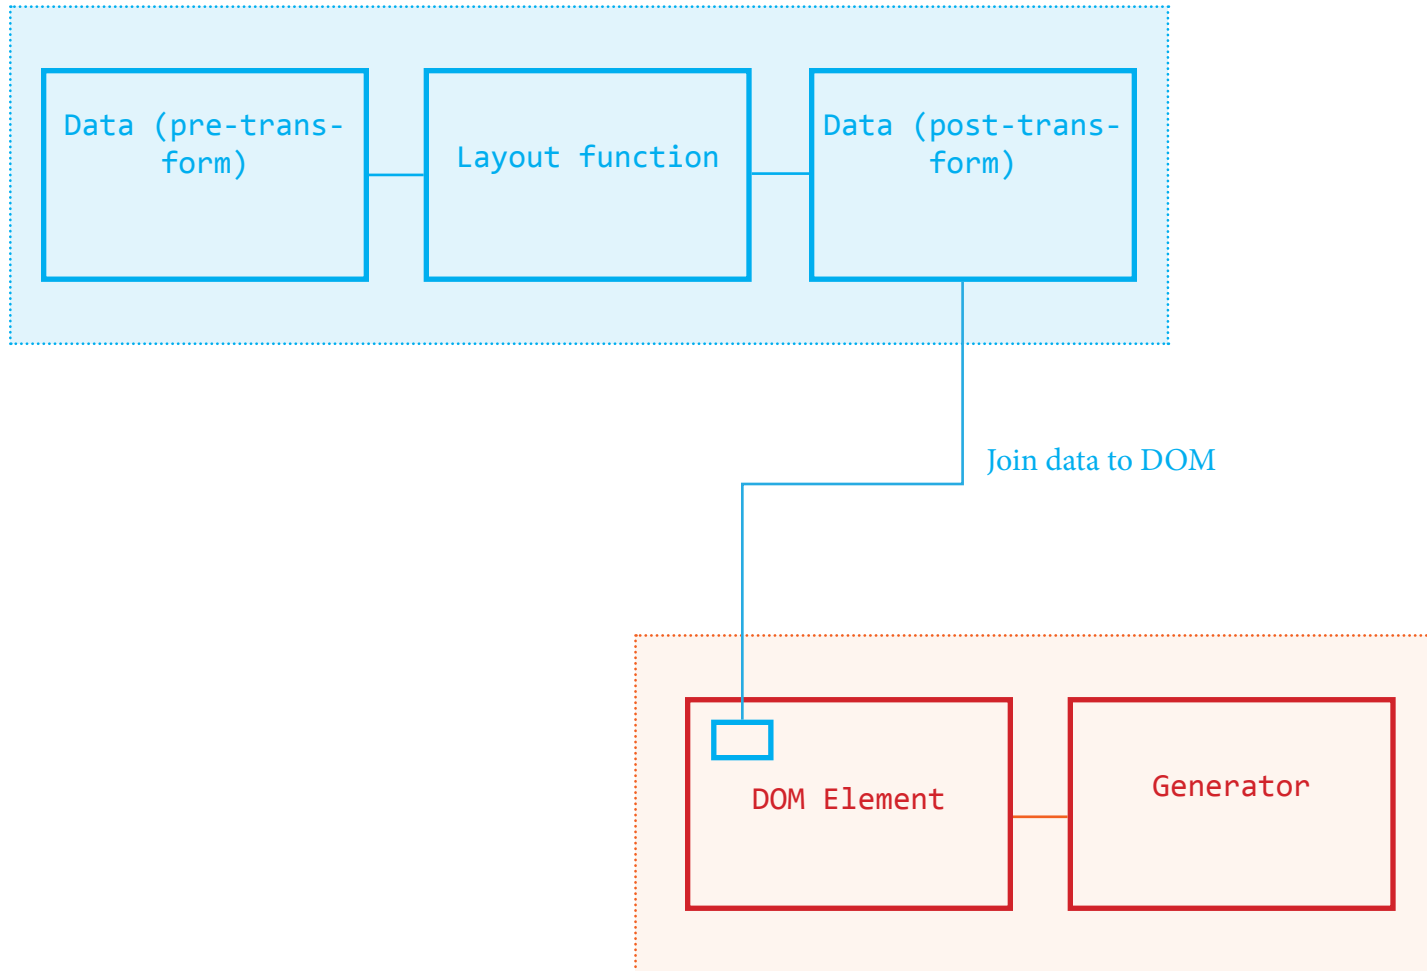 Data (pre-trans-
form)
Layout function
Data (post-trans-
form)
Join data to DOM
DOM Element
Generator